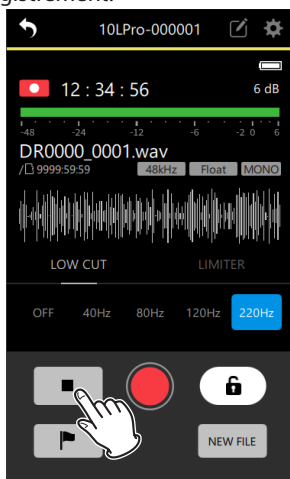 gistrement.
10LPro-000001
12 : 34 : 56 6 dB
-48 -24 -12 -6 -2 0 6
DR0000_0001.wav
/ 9999:59:59 48kHz Float MONO
LOW CUT LIMITER
OFF 40Hz 80Hz 120Hz 220Hz
NEW FILE